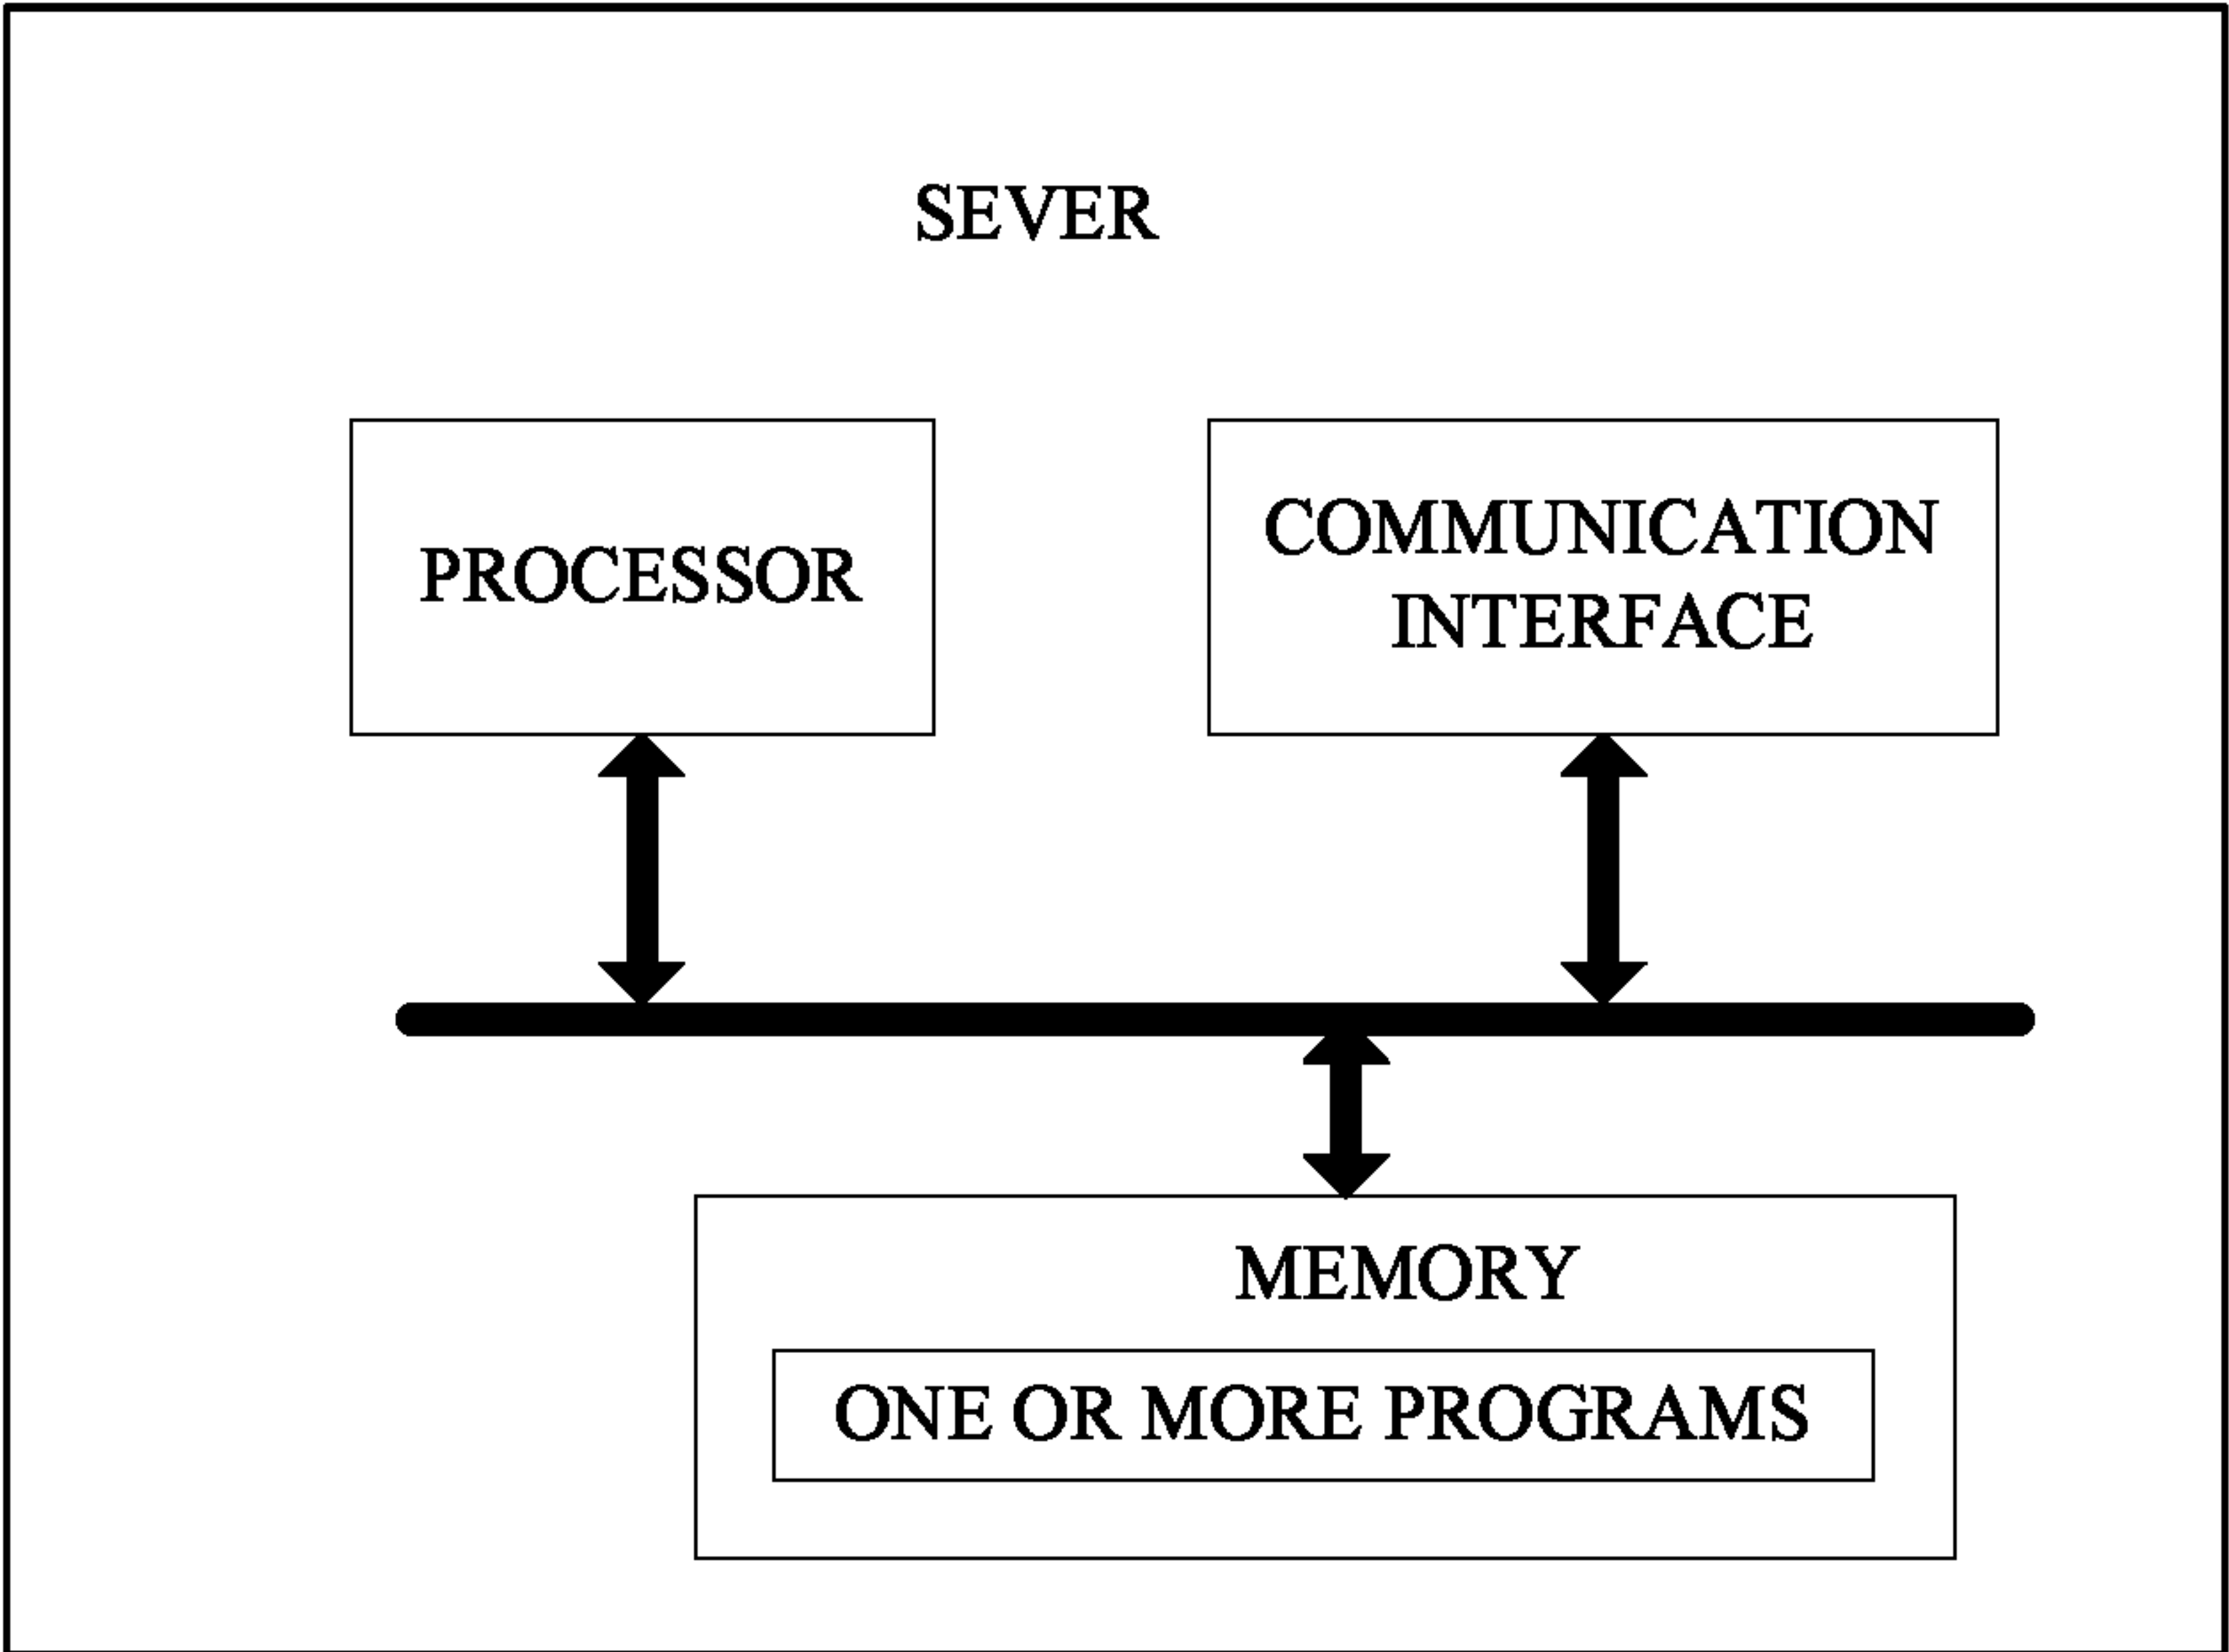 SEVER
PROCESSOR
COMMUNICATION
INTERFACE
MEMORY
ONE OR MORE PROGRAMS